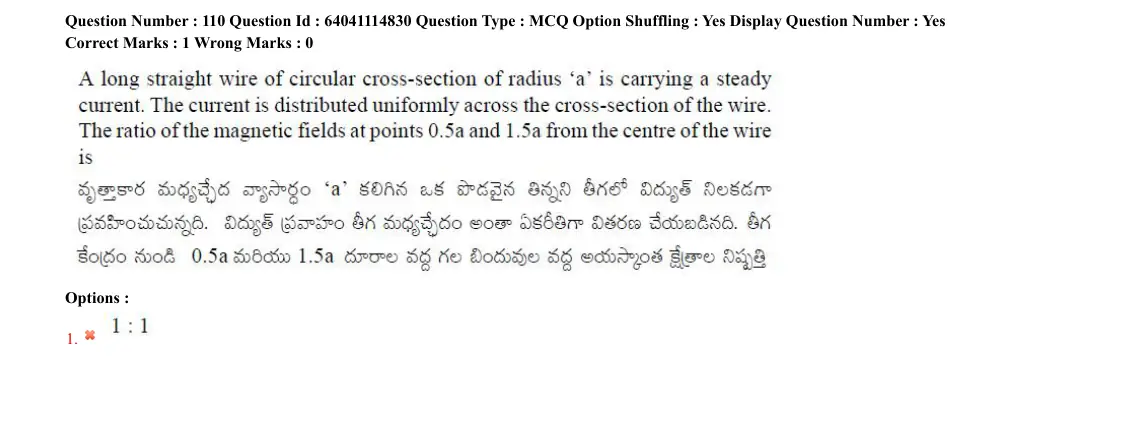 Question Number : 110 Question Id : 64041114830 Question Type : MCQ Option Shuffling : Yes Display Question Number : Yes
Correct Marks : 1 Wrong Marks : 0
A long straight wire of circular cross-section of radius ‘a’ is carrying a steady
current. The current is distributed uniformly across the cross-section of the wire.
The ratio of the magnetic fields at points 0.5a and 1.5a from the centre of the wire
is
వృత్తాకార మధ్యచ్ఛేద వ్యాసార్ధం ‘a’ కలిగిన ఒక పొడవైన తిన్నని తీగలో విద్యుత్ నిలకడగా
ప్రవహించుచున్నది. విద్యుత్ ప్రవాహం తీగ మధ్యచ్ఛేదం అంతా ఏకరీతిగా వితరణ చేయబడినది. తీగ
కేంద్రం నుండి 0.5a మరియు 1.5a దూరాల వద్ద గల బిందువుల వద్ద అయస్కాంత క్షేత్రాల నిష్పత్తి
Options :
1. ✖ 1 : 1